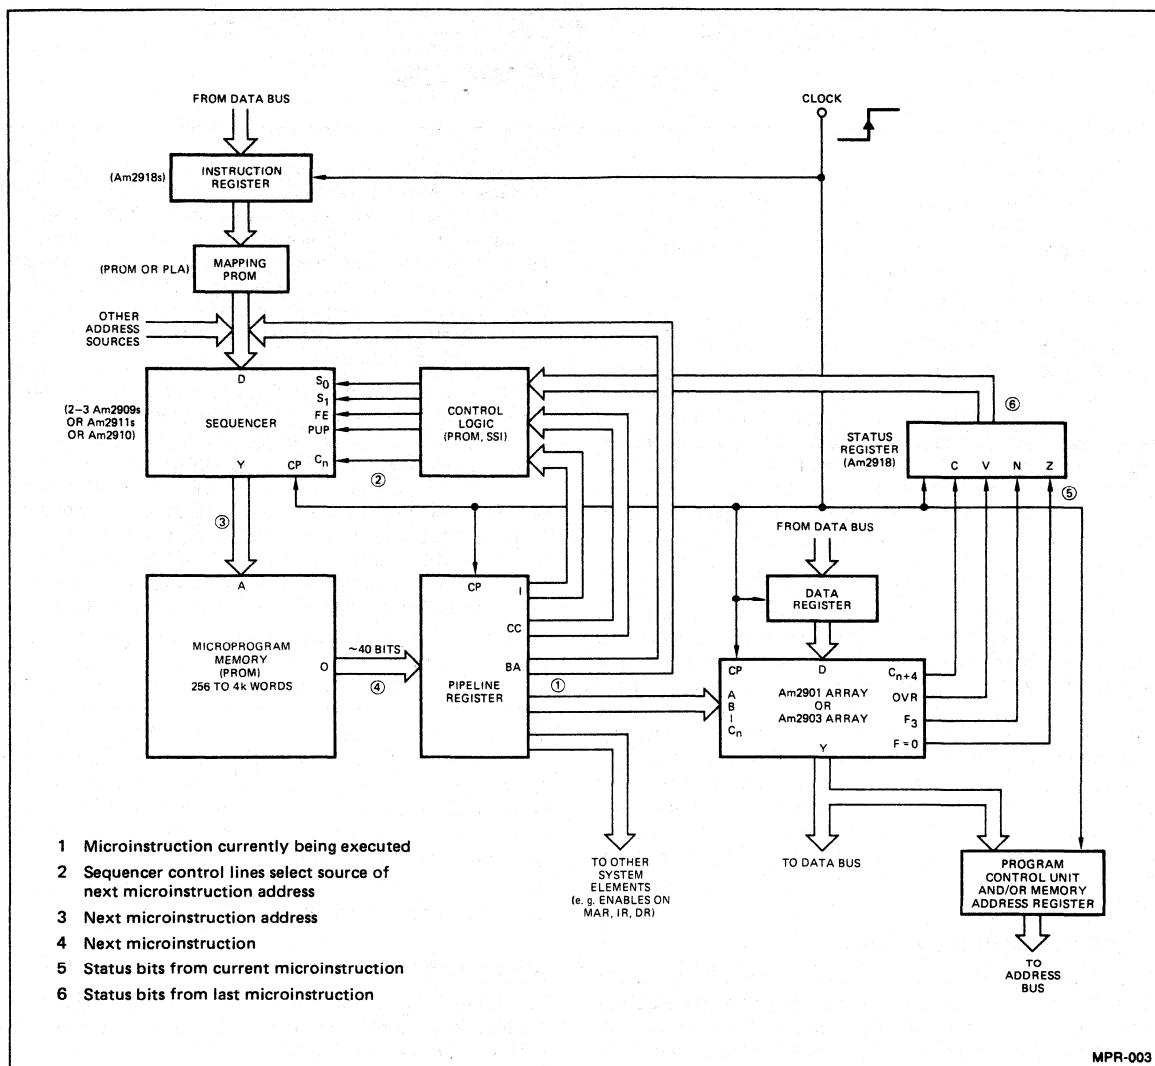 FROM DATA BUS
CLOCK
(Am2918s)
INSTRUCTION
REGISTER
(PROM OR PLA)
MAPPING
PROM
OTHER
ADDRESS
SOURCES
D
S0
S1
FE
PUP
Cn
SEQUENCER
(2–3 Am2909s
OR Am2911s
OR Am2910)
Y
CP
CONTROL
LOGIC
(PROM, SSI)
②
⑥
STATUS
REGISTER
(Am2918)
C V N Z
⑤
③
FROM DATA BUS
DATA
REGISTER
A
MICROPROGRAM
MEMORY
(PROM)
256 TO 4k WORDS
O
~40 BITS
④
CP
I
CC
BA
PIPELINE
REGISTER
①
CP
D
A
B
I
Cn
Am2901 ARRAY
OR
Am2903 ARRAY
Cn+4
OVR
F3
F = 0
Y
TO OTHER
SYSTEM
ELEMENTS
(e. g. ENABLES ON
MAR, IR, DR)
TO DATA BUS
PROGRAM
CONTROL UNIT
AND/OR MEMORY
ADDRESS REGISTER
TO
ADDRESS
BUS
1 Microinstruction currently being executed
2 Sequencer control lines select source of
next microinstruction address
3 Next microinstruction address
4 Next microinstruction
5 Status bits from current microinstruction
6 Status bits from last microinstruction
MPR-003